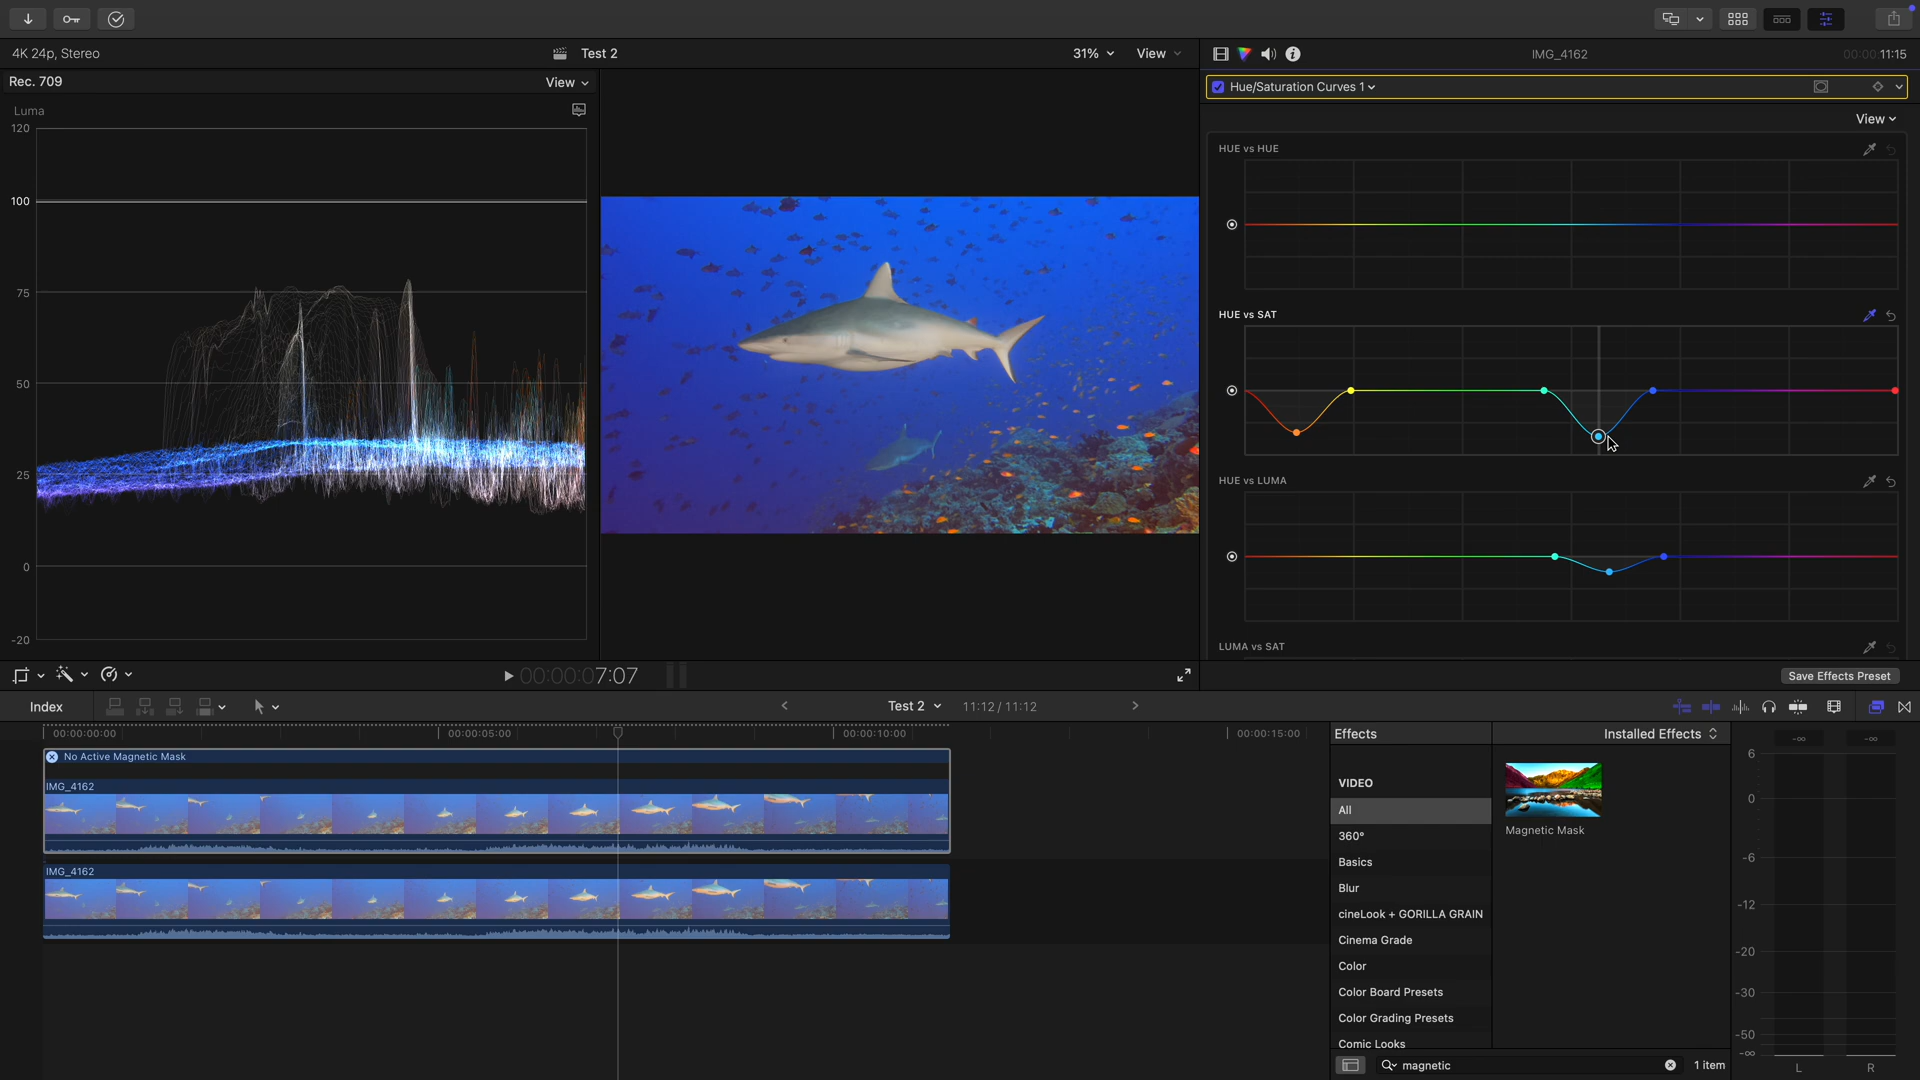 4K 24p, Stereo
Test 2
31%
View
IMG_4162
00:00:11:15
Rec. 709
View
Hue/Saturation Curves 1
View
Luma
120
100
75
50
25
0
-20
HUE vs HUE
HUE vs SAT
HUE vs LUMA
LUMA vs SAT
00:00:07:07
Save Effects Preset
Index
Test 2
11:12 / 11:12
00:00:00:00
00:00:05:00
00:00:10:00
00:00:15:00
No Active Magnetic Mask
IMG_4162
IMG_4162
Effects
Installed Effects
VIDEO
All
360°
Basics
Blur
cineLook + GORILLA GRAIN
Cinema Grade
Color
Color Board Presets
Color Grading Presets
Comic Looks
Magnetic Mask
magnetic
1 item
-∞
-∞
6
0
-6
-12
-20
-30
-50
-∞
L
R